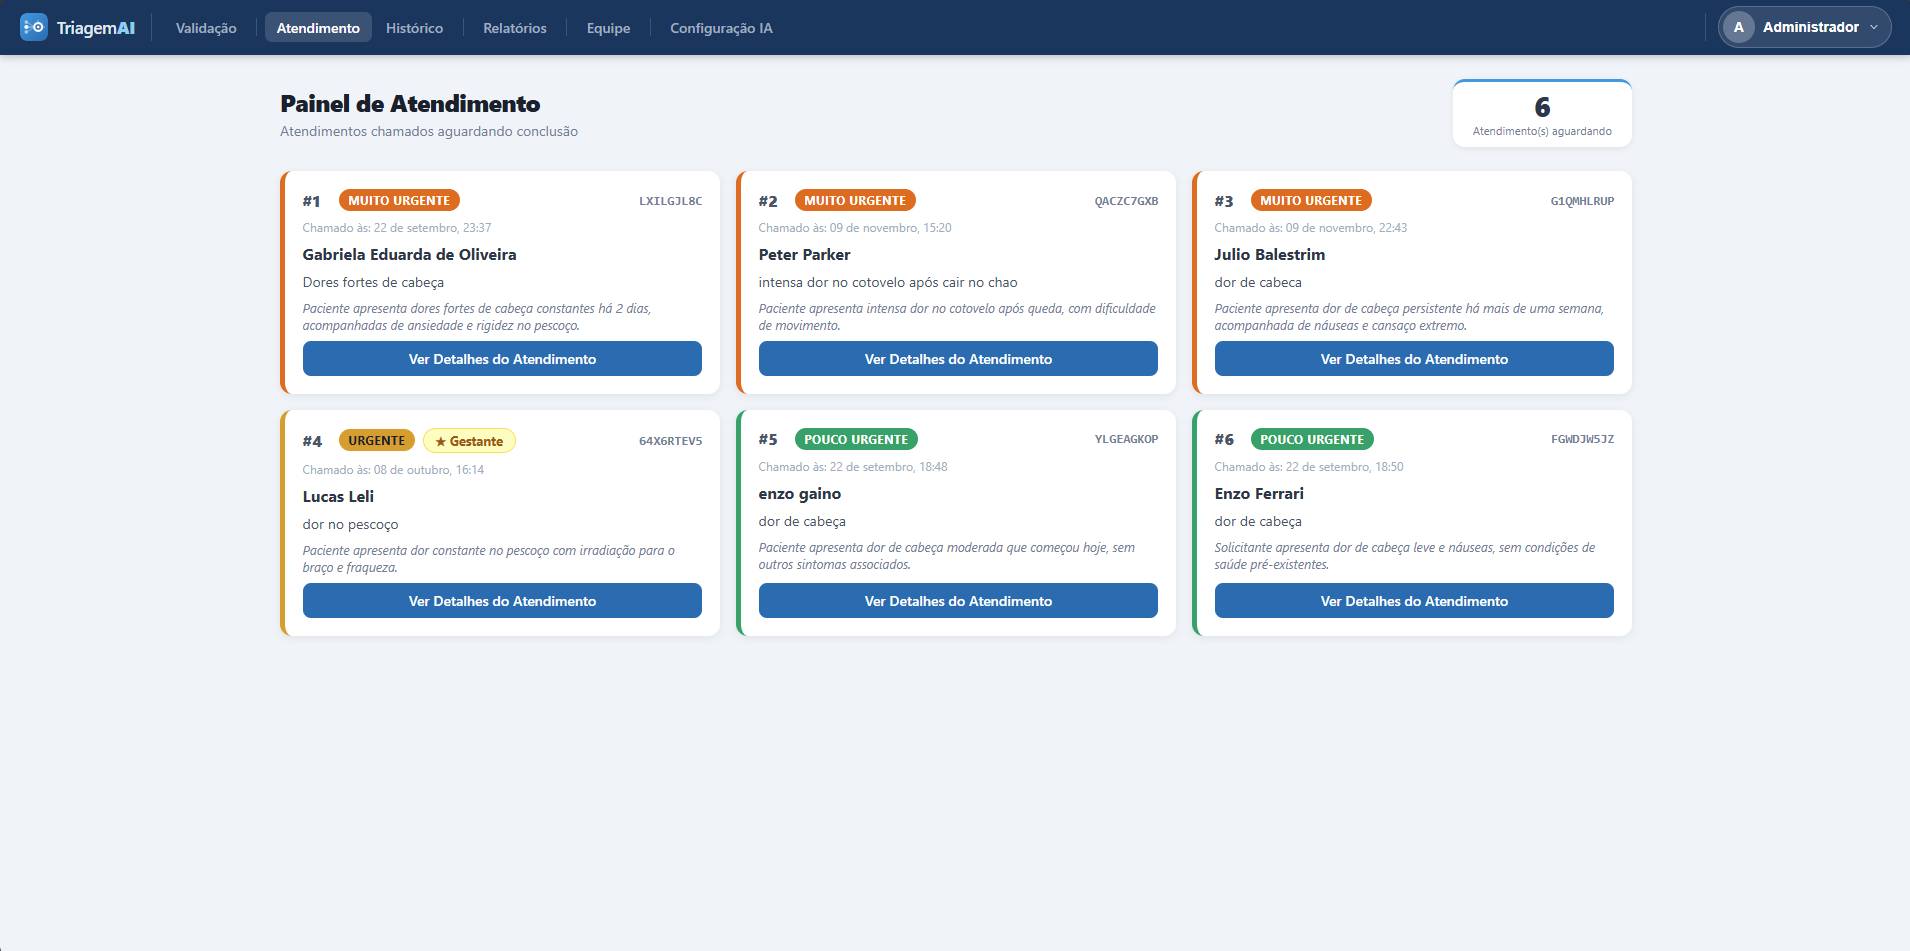 TriagemAI
Validação
Atendimento
Histórico
Relatórios
Equipe
Configuração IA
A
Administrador
Painel de Atendimento
Atendimentos chamados aguardando conclusão
6
Atendimento(s) aguardando
#1 MUITO URGENTE LXILGJL8C
Chamado às: 22 de setembro, 23:37
Gabriela Eduarda de Oliveira
Dores fortes de cabeça
Paciente apresenta dores fortes de cabeça constantes há 2 dias,
acompanhadas de ansiedade e rigidez no pescoço.
Ver Detalhes do Atendimento
#2 MUITO URGENTE QACZC7GXB
Chamado às: 09 de novembro, 15:20
Peter Parker
intensa dor no cotovelo após cair no chao
Paciente apresenta intensa dor no cotovelo após queda, com dificuldade
de movimento.
Ver Detalhes do Atendimento
#3 MUITO URGENTE G1QMHLRUP
Chamado às: 09 de novembro, 22:43
Julio Balestrim
dor de cabeca
Paciente apresenta dor de cabeça persistente há mais de uma semana,
acompanhada de náuseas e cansaço extremo.
Ver Detalhes do Atendimento
#4 URGENTE ★ Gestante 64X6RTEV5
Chamado às: 08 de outubro, 16:14
Lucas Leli
dor no pescoço
Paciente apresenta dor constante no pescoço com irradiação para o
braço e fraqueza.
Ver Detalhes do Atendimento
#5 POUCO URGENTE YLGEAGKOP
Chamado às: 22 de setembro, 18:48
enzo gaino
dor de cabeça
Paciente apresenta dor de cabeça moderada que começou hoje, sem
outros sintomas associados.
Ver Detalhes do Atendimento
#6 POUCO URGENTE FGWDJW5JZ
Chamado às: 22 de setembro, 18:50
Enzo Ferrari
dor de cabeça
Solicitante apresenta dor de cabeça leve e náuseas, sem condições de
saúde pré-existentes.
Ver Detalhes do Atendimento